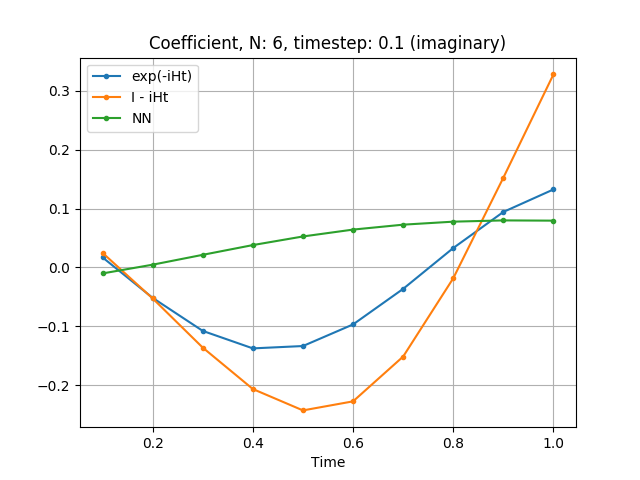 Coefficient, N: 6, timestep: 0.1 (imaginary)
exp(-iHt)
I - iHt
NN
0.3
0.2
0.1
0.0
−0.1
−0.2
0.2 0.4 0.6 0.8 1.0
Time